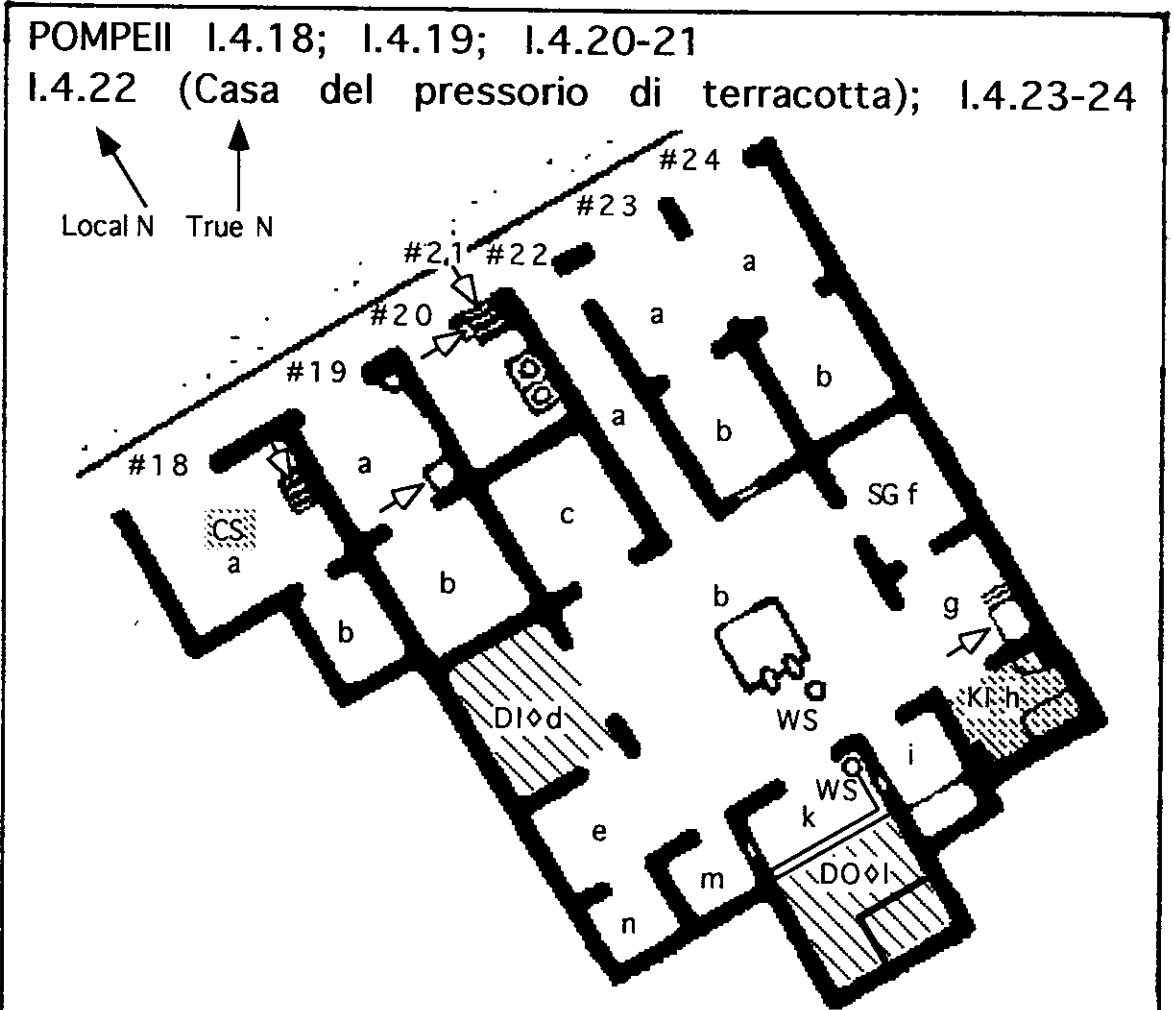 POMPEII I.4.18; I.4.19; I.4.20-21
I.4.22 (Casa del pressorio di terracotta); I.4.23-24
Local N True N
#24
#23
#21 #22
#20
#19
#18
a
a
b
a
b
a
SG f
CS
a
c
b
b
b
g
WS
KI h
DI◊d
i
WS
k
e
DO◊l
m
n